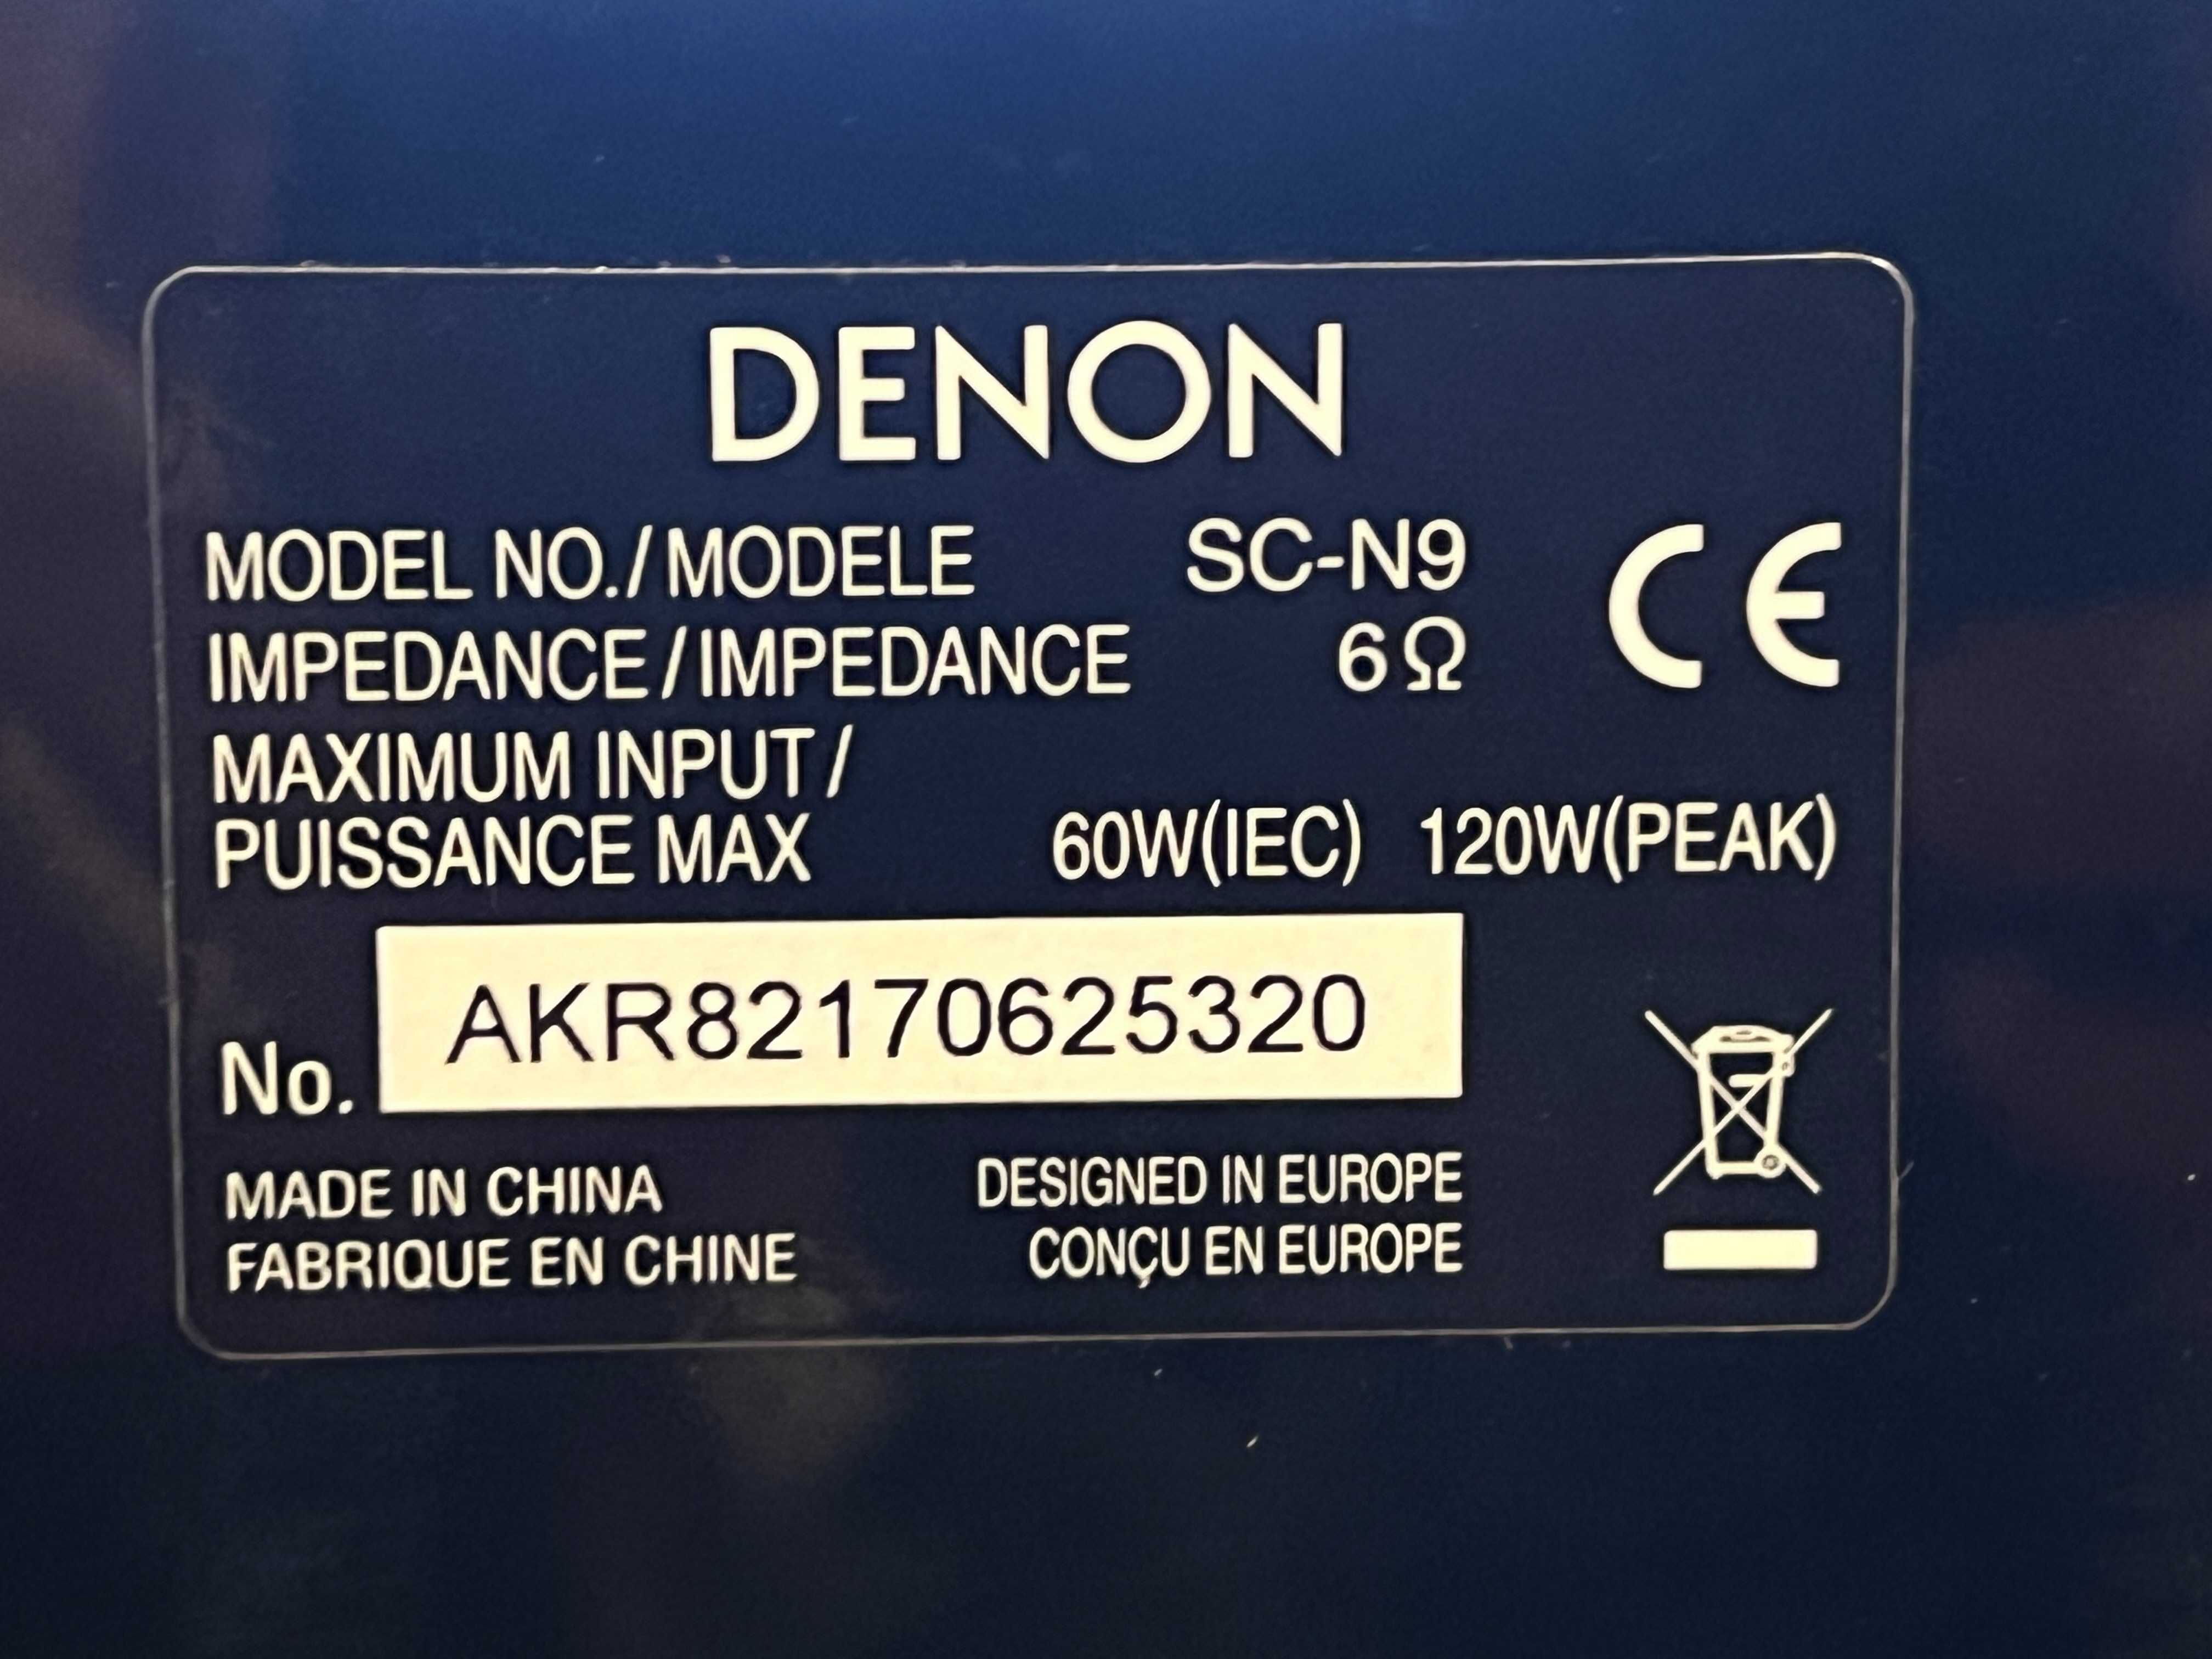 DENON
MODEL NO./MODELE SC-N9
IMPEDANCE/IMPEDANCE 6Ω
MAXIMUM INPUT/
PUISSANCE MAX 60W(IEC) 120W(PEAK)
No. AKR82170625320
MADE IN CHINA DESIGNED IN EUROPE
FABRIQUE EN CHINE CONÇU EN EUROPE
CE